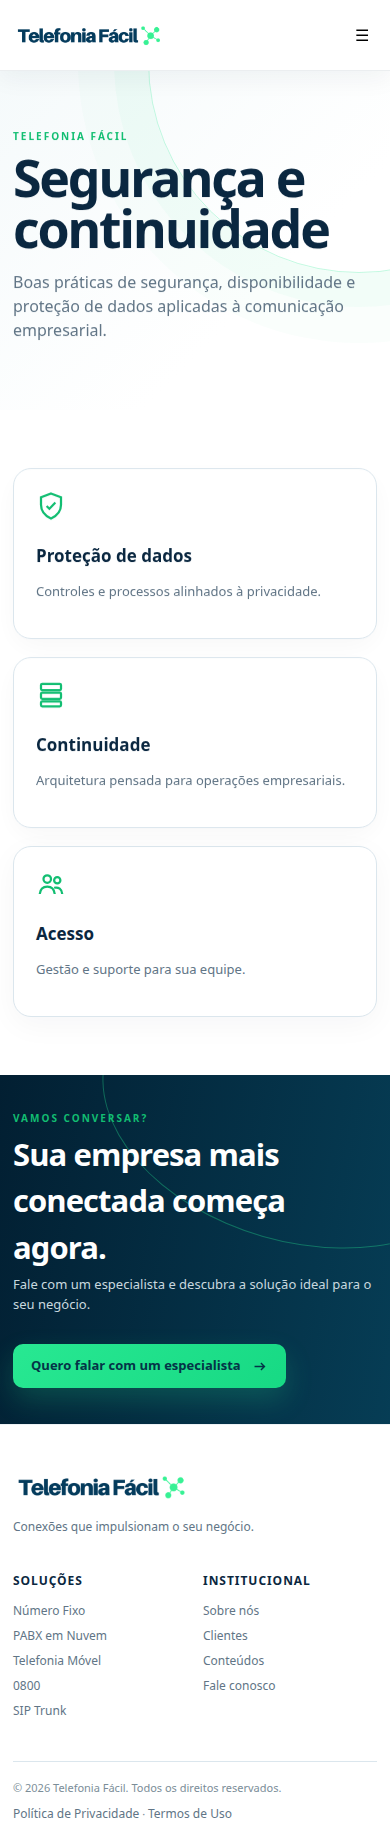 Telefonia Fácil
☰
TELEFONIA FÁCIL
Segurança e
continuidade
Boas práticas de segurança, disponibilidade e
proteção de dados aplicadas à comunicação
empresarial.
Proteção de dados
Controles e processos alinhados à privacidade.
Continuidade
Arquitetura pensada para operações empresariais.
Acesso
Gestão e suporte para sua equipe.
VAMOS CONVERSAR?
Sua empresa mais
conectada começa
agora.
Fale com um especialista e descubra a solução ideal para o
seu negócio.
Quero falar com um especialista →
Telefonia Fácil
Conexões que impulsionam o seu negócio.
SOLUÇÕES
Número Fixo
PABX em Nuvem
Telefonia Móvel
0800
SIP Trunk
INSTITUCIONAL
Sobre nós
Clientes
Conteúdos
Fale conosco
© 2026 Telefonia Fácil. Todos os direitos reservados.
Política de Privacidade · Termos de Uso